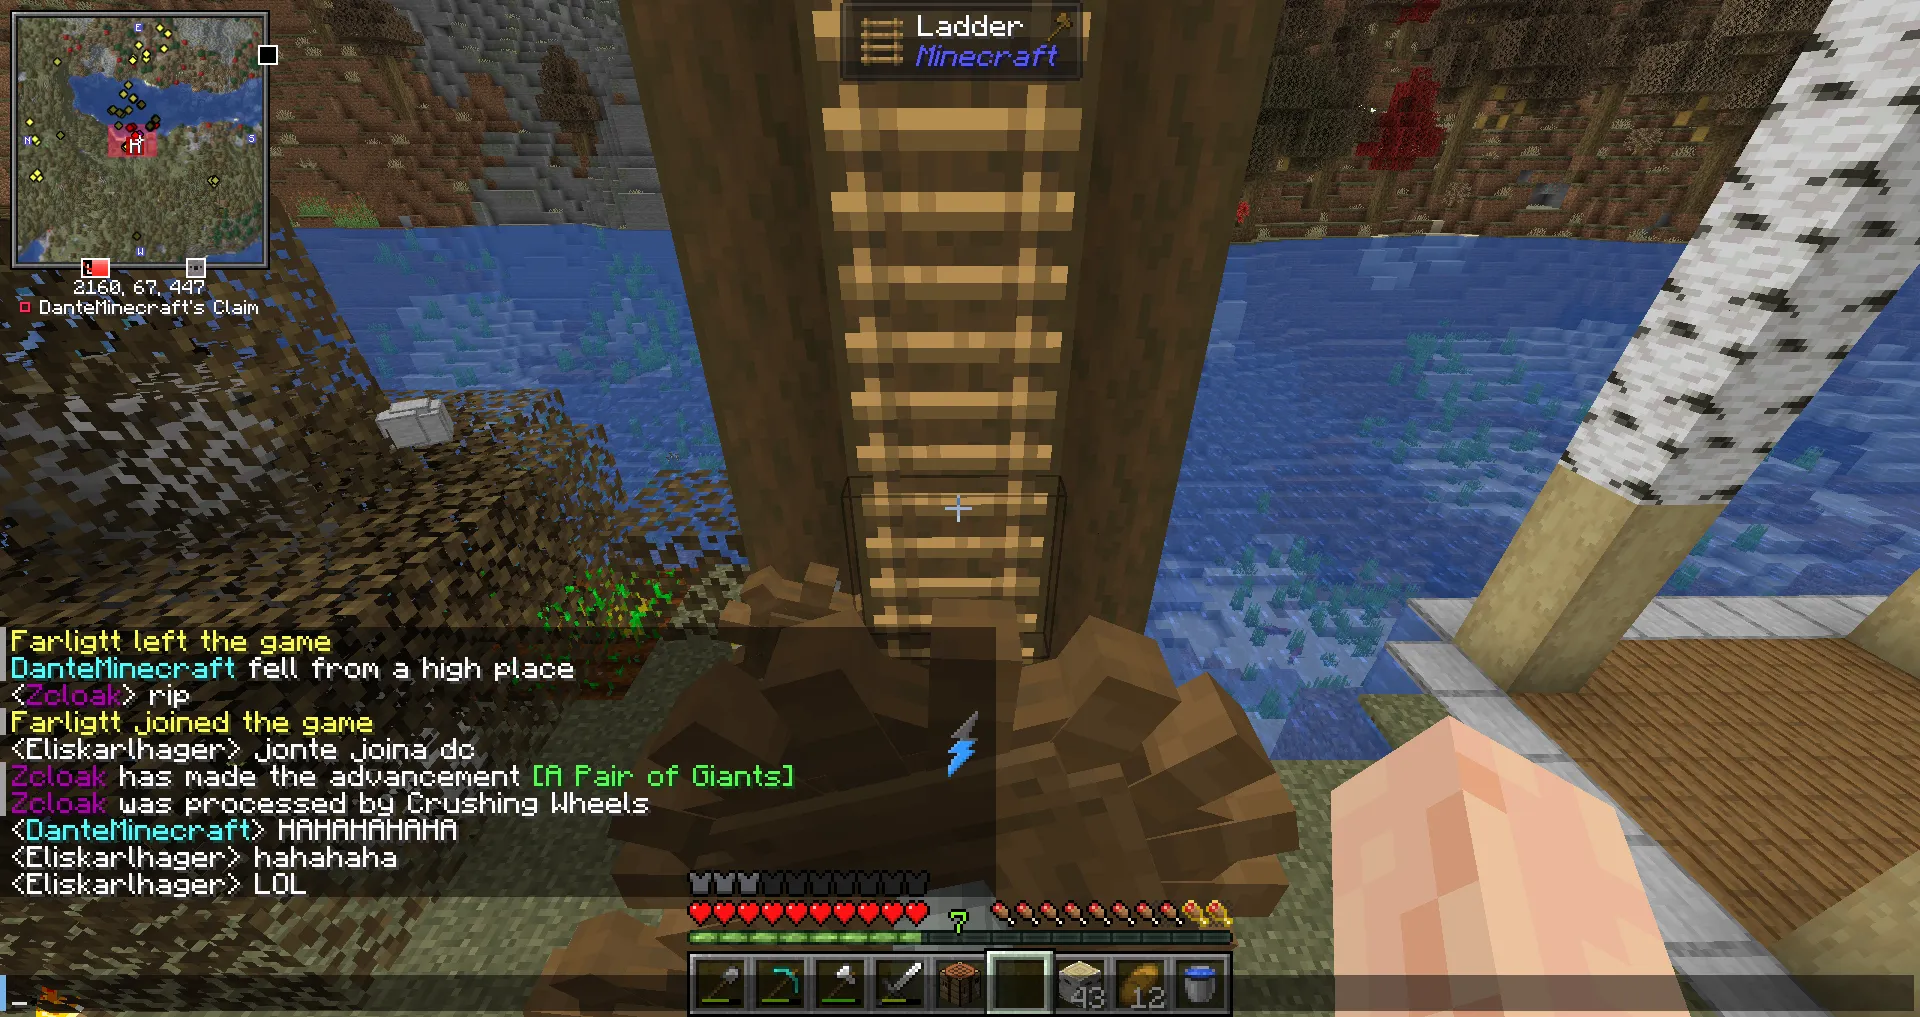 Ladder
Minecraft
E
N
S
H
W
2160, 67, 447
DanteMinecraft's Claim
Farligtt left the game
DanteMinecraft fell from a high place
<Zcloak> rip
Farligtt joined the game
<Eliskarlhager> jonte joina dc
Zcloak has made the advancement [A Pair of Giants]
Zcloak was processed by Crushing Wheels
<DanteMinecraft> HAHAHAHAHA
<Eliskarlhager> hahahaha
<Eliskarlhager> LOL
7
43
12
_